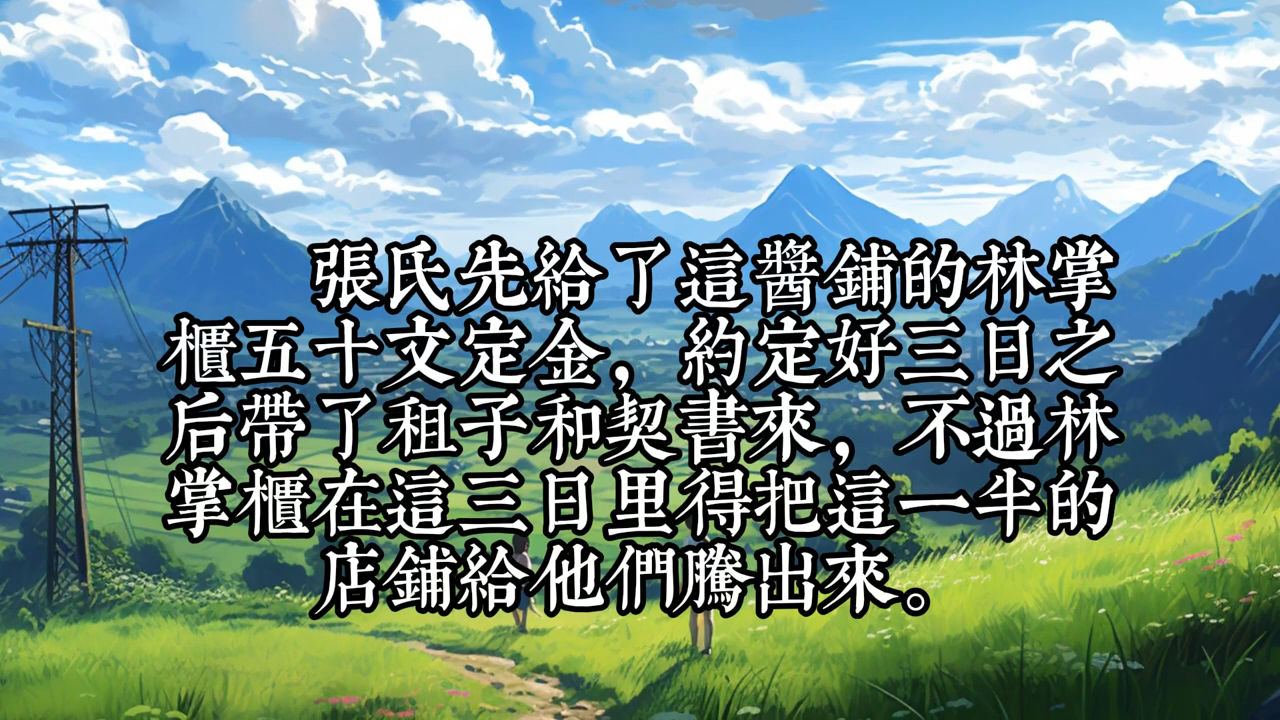 張氏先給了這醬鋪的林掌
櫃五十文定金，約定好三日之
后帶了租子和契書來，不過林
掌櫃在這三日里得把這一半的
店鋪給他們騰出來。